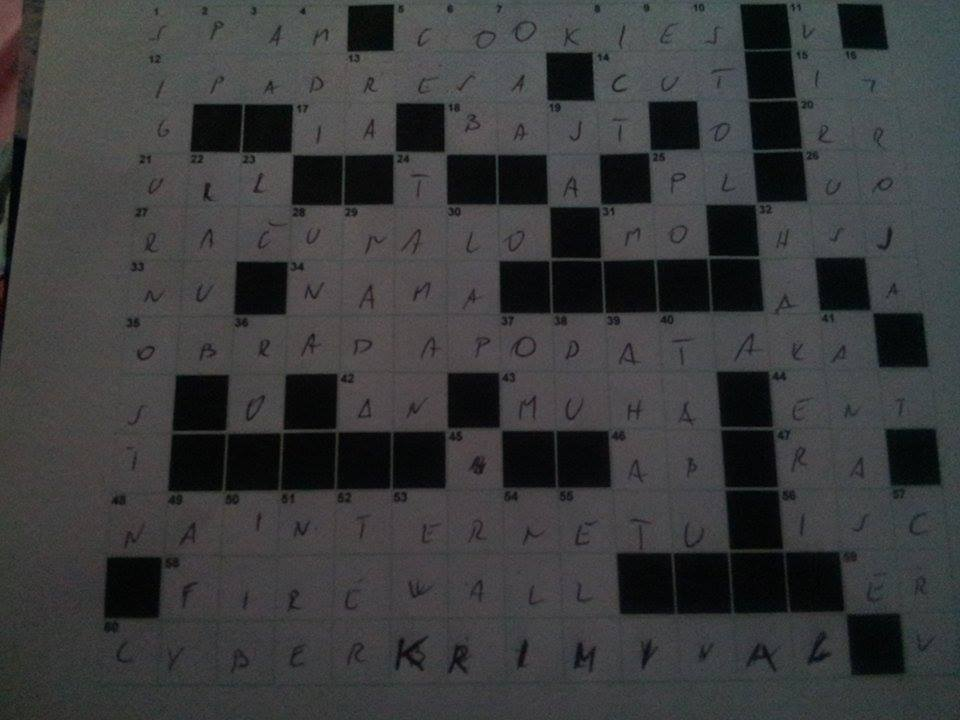 1 2 3 4 5 6 7 8 9 10 11
S P A M C O O K I E S V
12 13 14 15 16
I P A D R E S A C U T I T
17 18 19 20
G I A B A J T O R R
21 22 23 24 25 26
U R L T A P L U O
27 28 29 30 31 32
R A Č U N A L O M O H S J
33 34
N U N A M A A A
35 36 37 38 39 40 41
O B R A D A P O D A T A K A
42 43 44
S O A N M U H A E N T
45 46 47
T A B R A
48 49 50 51 52 53 54 55 56 57
N A I N T E R N E T U I S C
58 59
F I R E W A L L E R
60
C Y B E R K R I M I N A L V